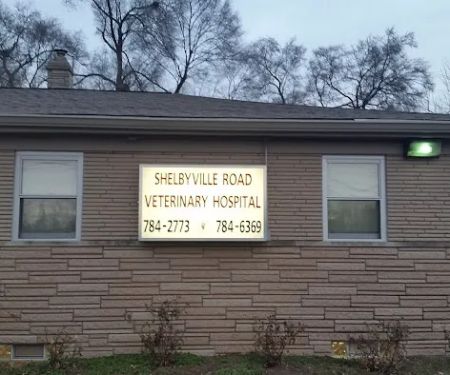 SHELBYVILLE ROAD
VETERINARY HOSPITAL
784-2773 784-6369